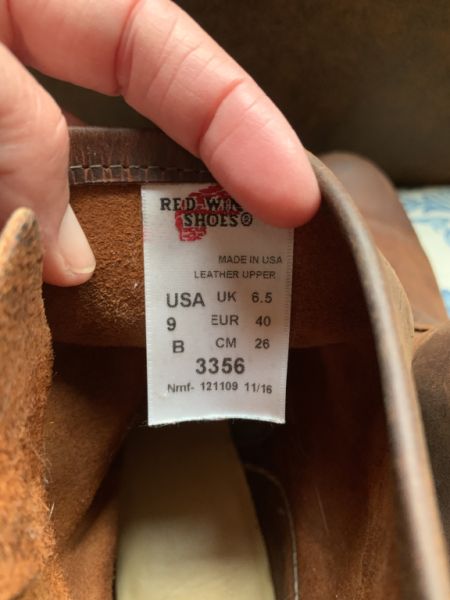 RED WIN
SHOES®
MADE IN USA
LEATHER UPPER
USA UK 6.5
9 EUR 40
B CM 26
3356
Nrnf- 121109 11/16